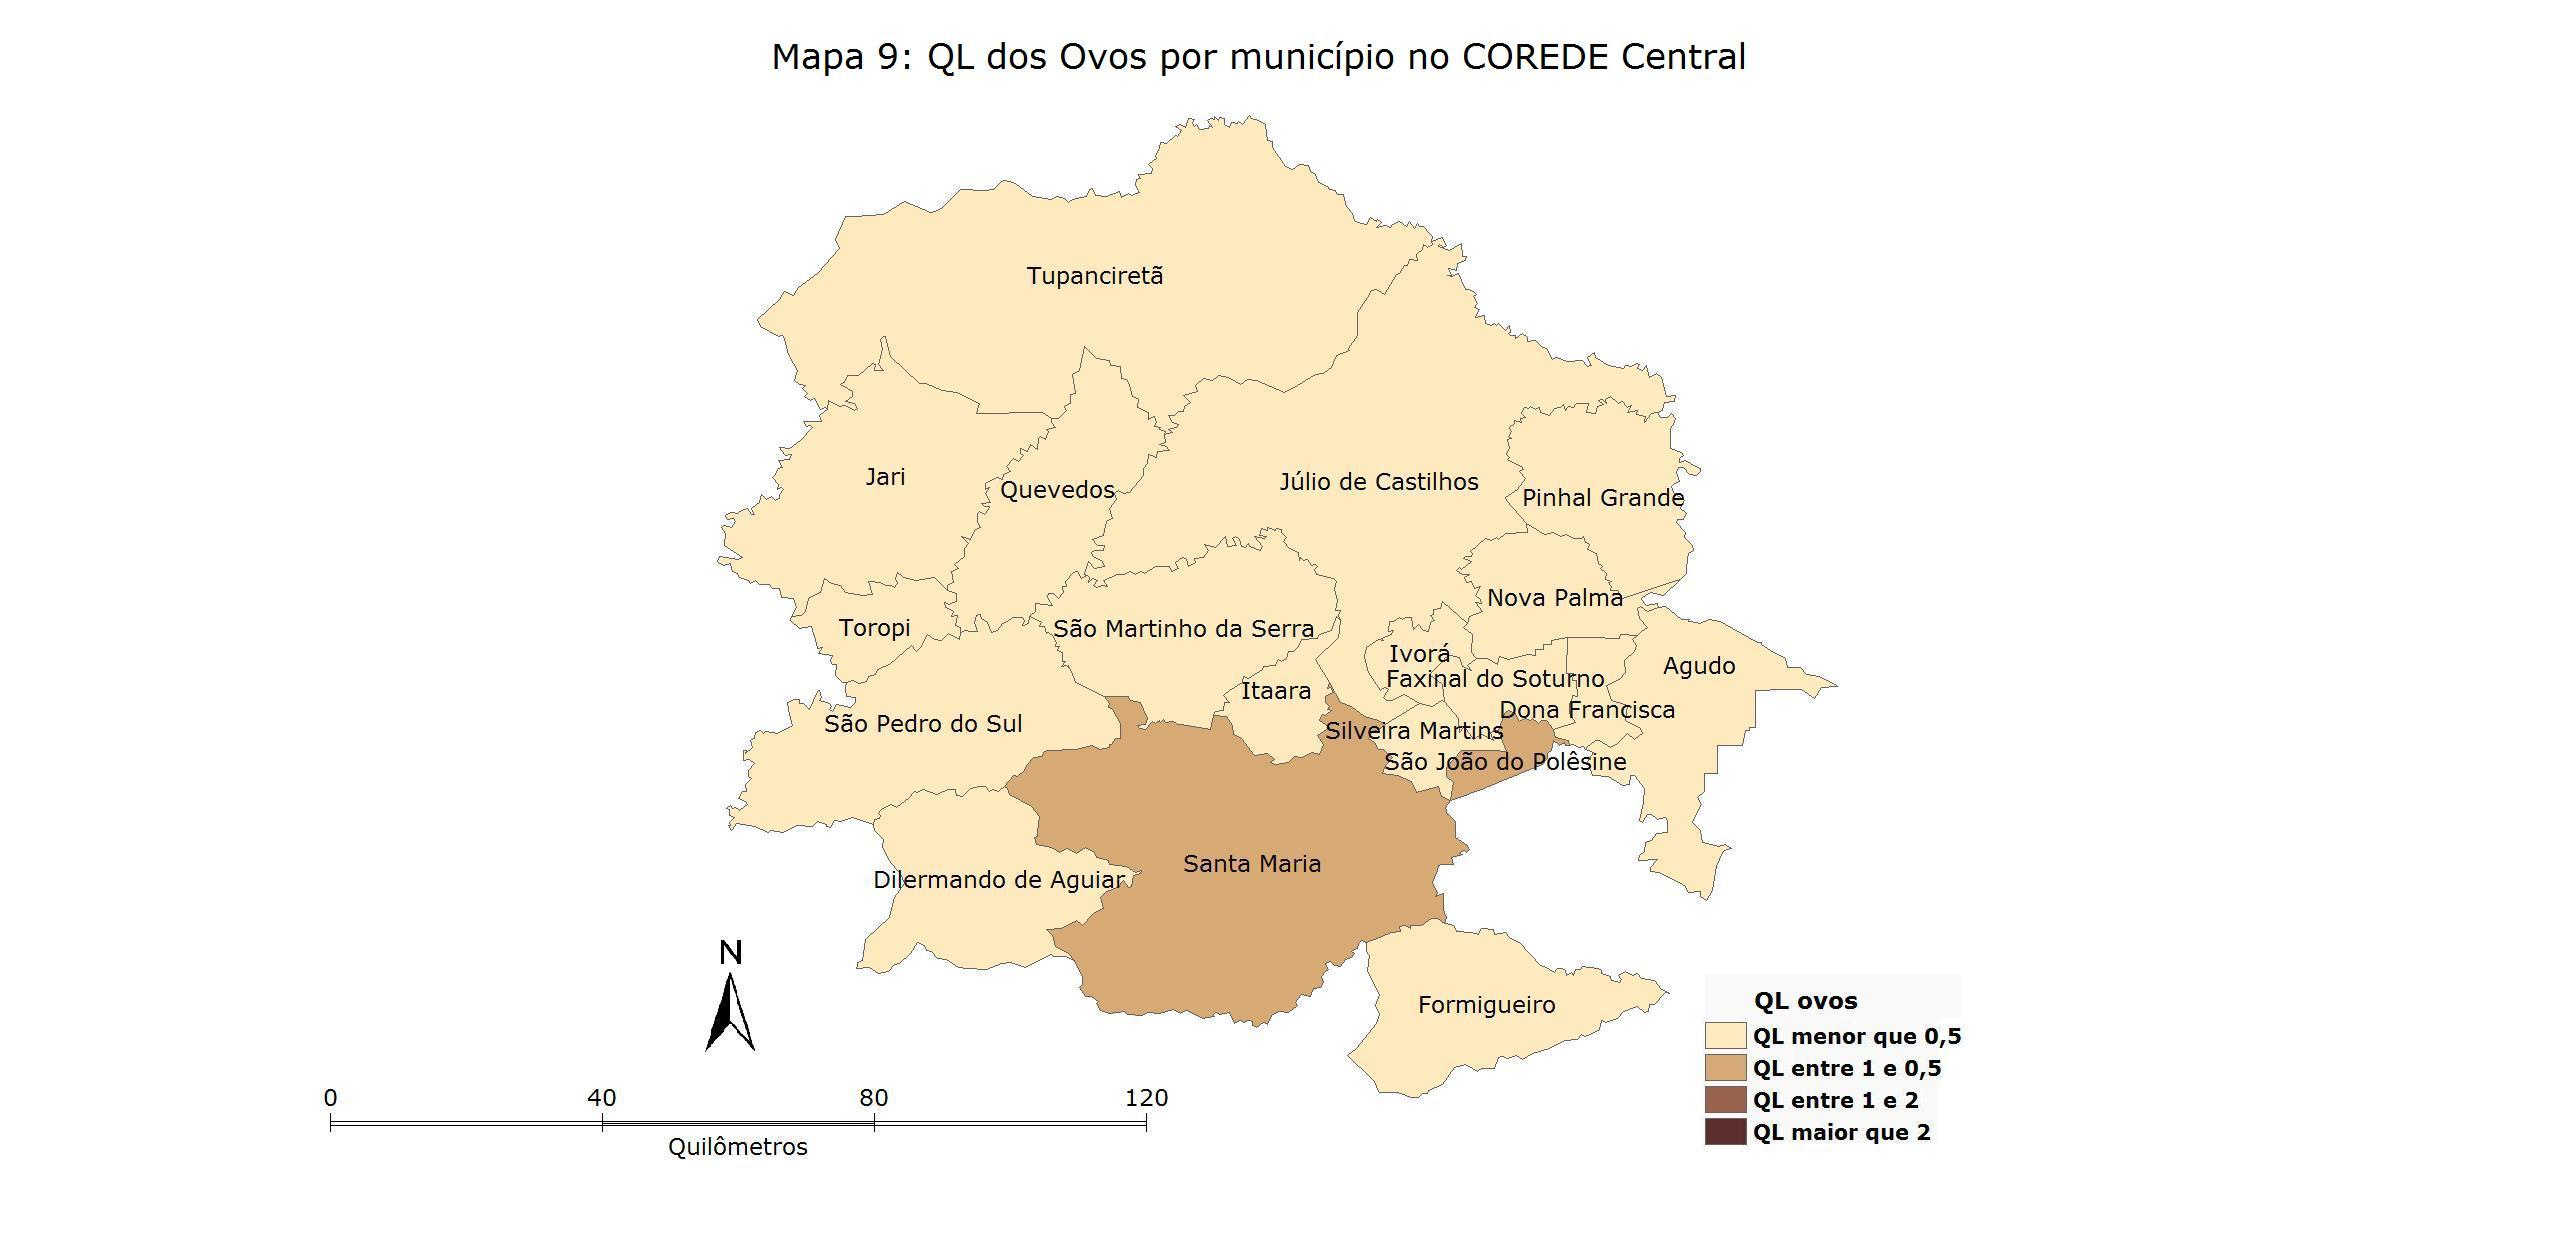 Mapa 9: QL dos Ovos por município no COREDE Central
Tupanciretã
Jari
Quevedos
Júlio de Castilhos
Pinhal Grande
Nova Palma
Toropi
São Martinho da Serra
Ivorá
Agudo
Faxinal do Soturno
Itaara
Dona Francisca
São Pedro do Sul
Silveira Martins
São João do Polêsine
Santa Maria
Dilermando de Aguiar
N
Formigueiro
QL ovos
QL menor que 0,5
QL entre 1 e 0,5
QL entre 1 e 2
QL maior que 2
0 40 80 120
Quilômetros